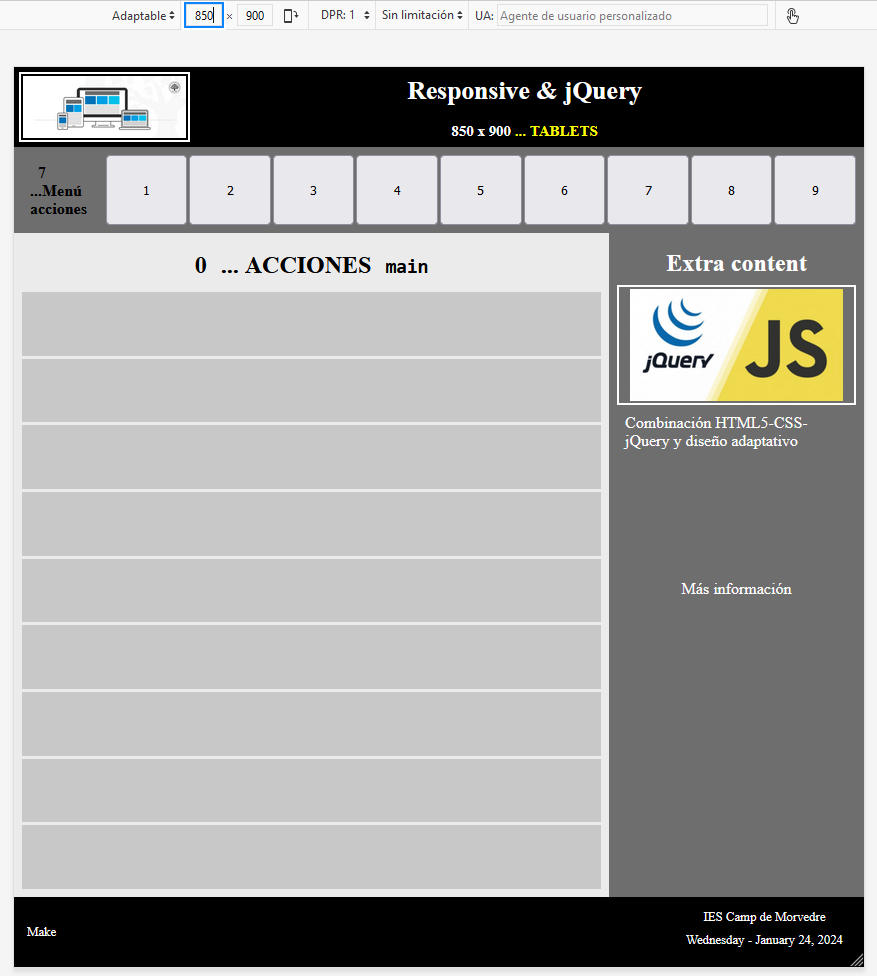 Adaptable 850 × 900 DPR: 1 Sin limitación UA: Agente de usuario personalizado
Responsive & jQuery
850 x 900 ... TABLETS
7
...Menú
acciones
1 2 3 4 5 6 7 8 9
0 ... ACCIONES main
Extra content
jQuery JS
Combinación HTML5-CSS-
jQuery y diseño adaptativo
Más información
Make
IES Camp de Morvedre
Wednesday - January 24, 2024